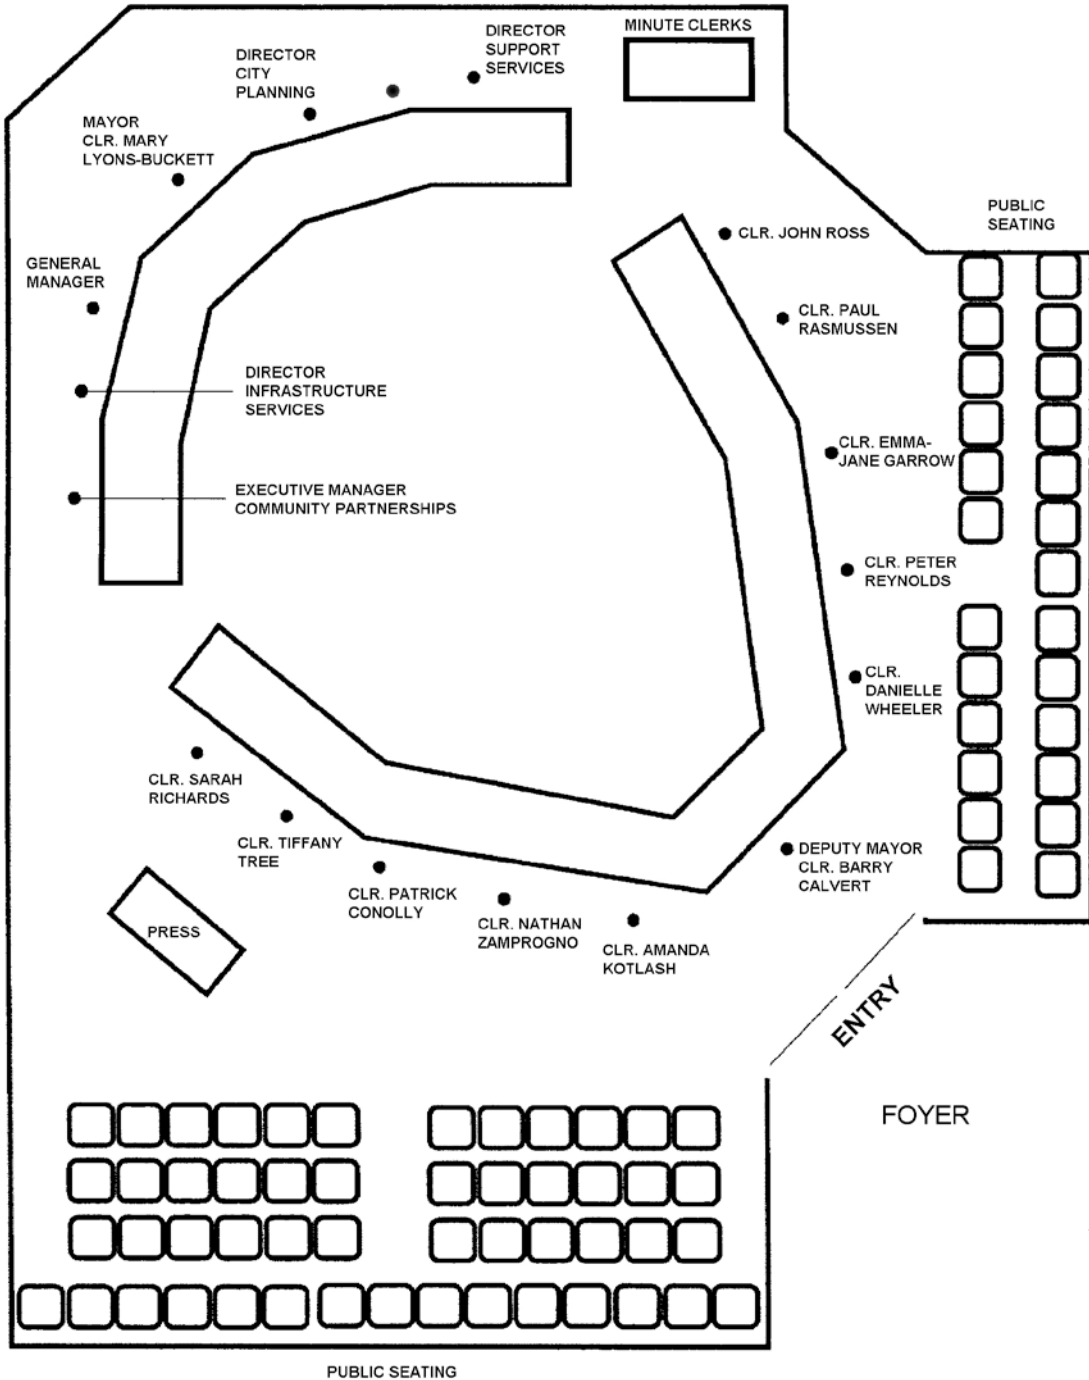 DIRECTOR
SUPPORT
SERVICES
MINUTE CLERKS
DIRECTOR
CITY
PLANNING
MAYOR
CLR. MARY
LYONS-BUCKETT
PUBLIC
SEATING
CLR. JOHN ROSS
GENERAL
MANAGER
CLR. PAUL
RASMUSSEN
DIRECTOR
INFRASTRUCTURE
SERVICES
CLR. EMMA-
JANE GARROW
EXECUTIVE MANAGER
COMMUNITY PARTNERSHIPS
CLR. PETER
REYNOLDS
CLR.
DANIELLE
WHEELER
CLR. SARAH
RICHARDS
CLR. TIFFANY
TREE
DEPUTY MAYOR
CLR. BARRY
CALVERT
CLR. PATRICK
CONOLLY
CLR. NATHAN
ZAMPROGNO
CLR. AMANDA
KOTLASH
PRESS
ENTRY
FOYER
PUBLIC SEATING